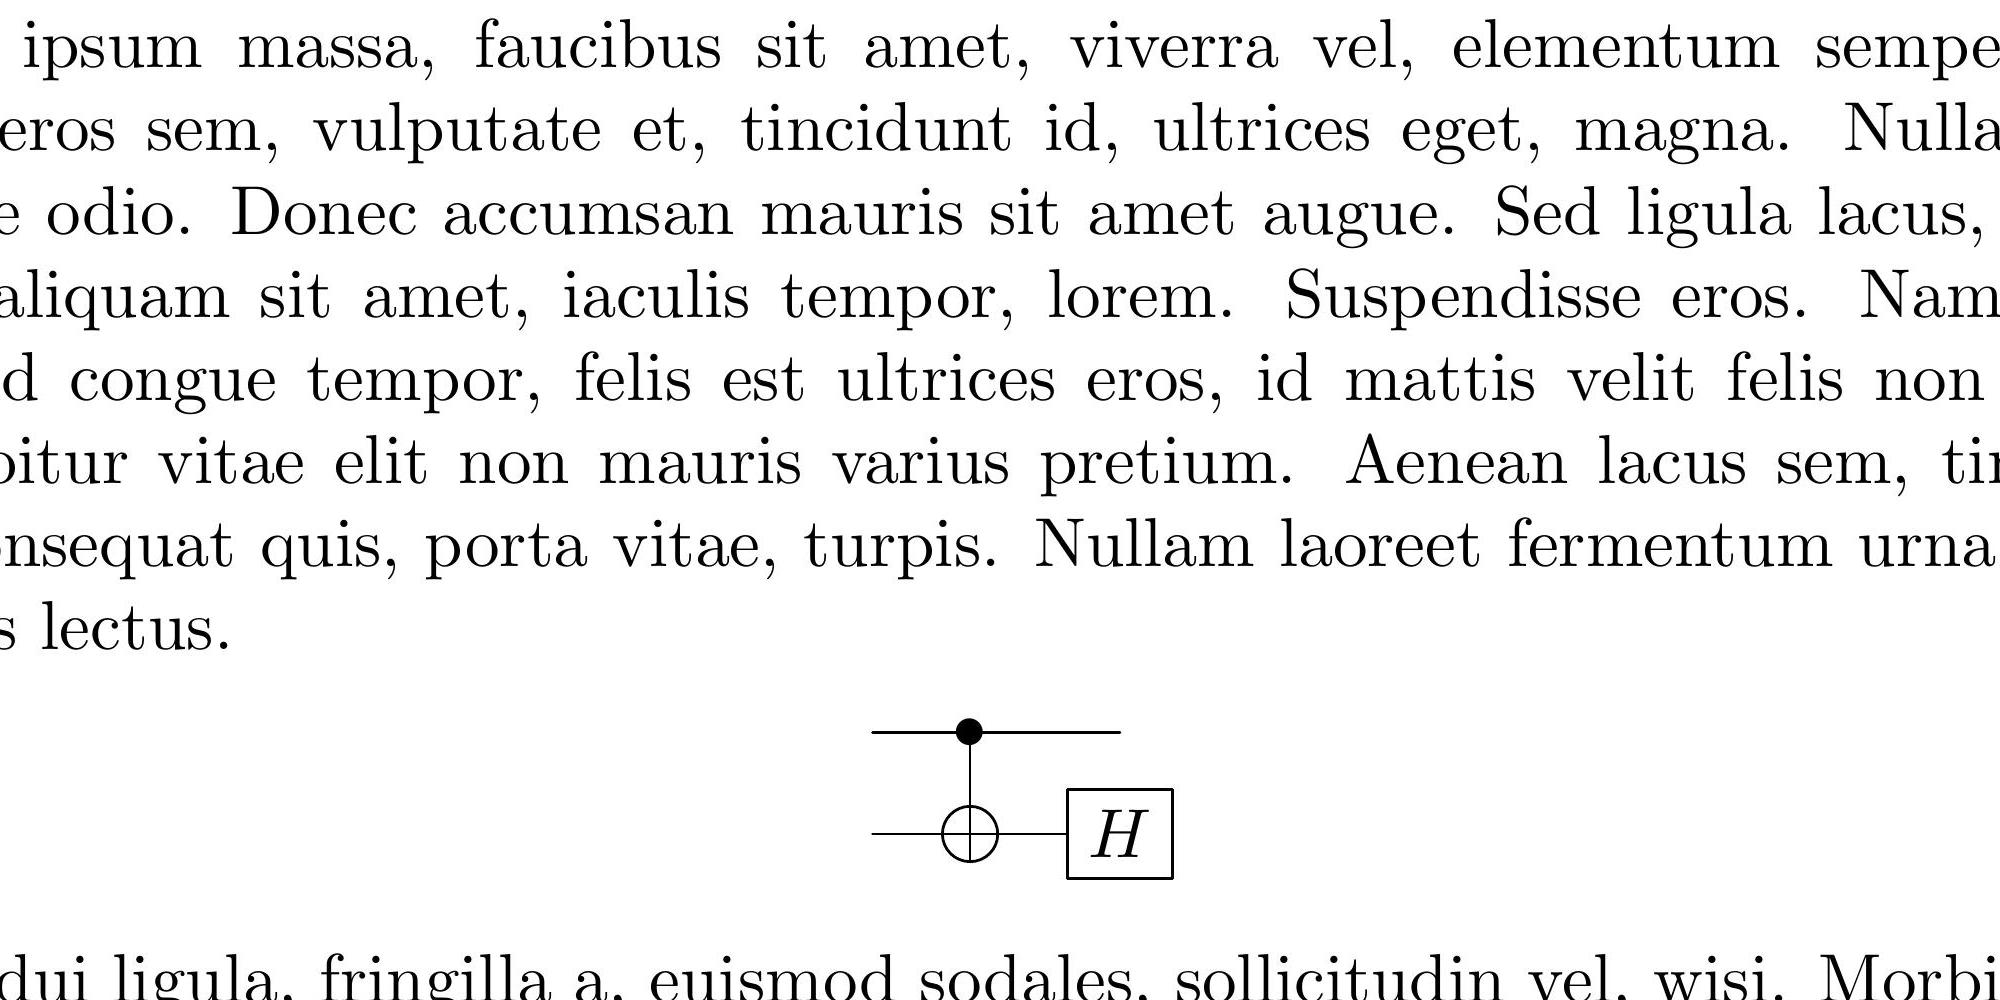 ipsum massa, faucibus sit amet, viverra vel, elementum sempe
eros sem, vulputate et, tincidunt id, ultrices eget, magna. Nulla
e odio. Donec accumsan mauris sit amet augue. Sed ligula lacus,
aliquam sit amet, iaculis tempor, lorem. Suspendisse eros. Nam
d congue tempor, felis est ultrices eros, id mattis velit felis non
bitur vitae elit non mauris varius pretium. Aenean lacus sem, tin
onsequat quis, porta vitae, turpis. Nullam laoreet fermentum urna
s lectus.
H
dui ligula, fringilla a, euismod sodales, sollicitudin vel, wisi. Morbi